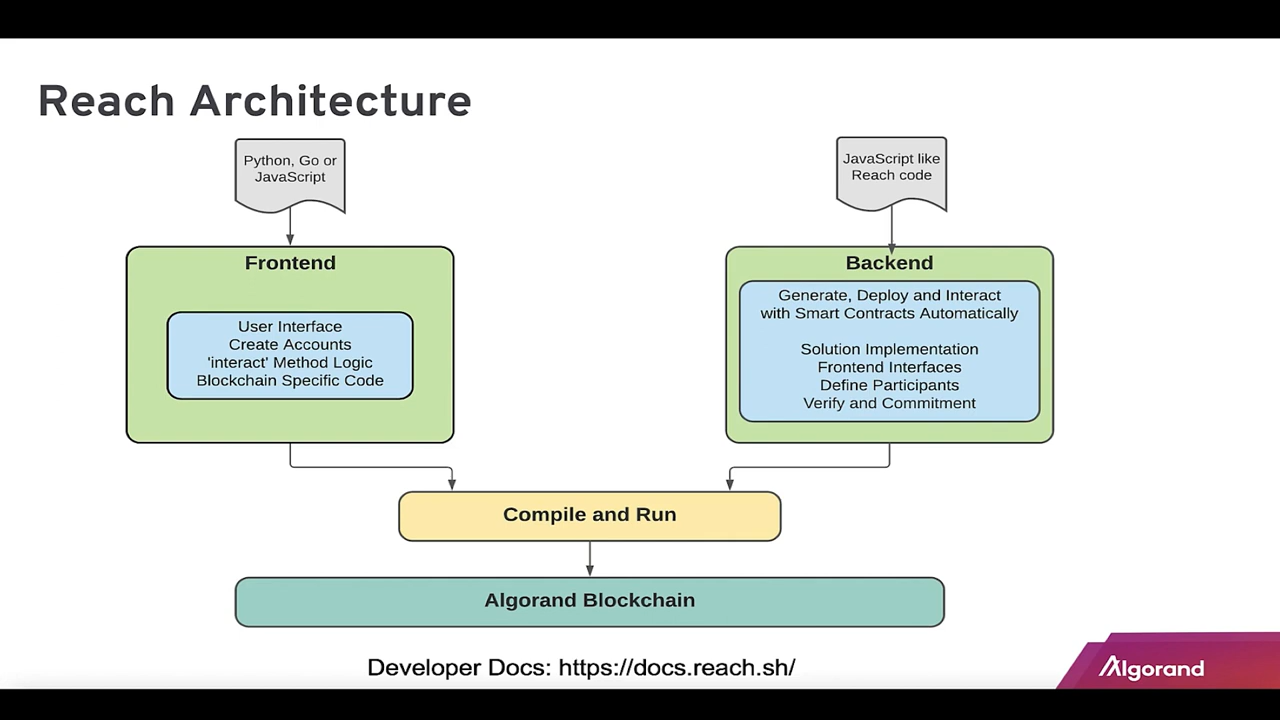 Reach Architecture
Python, Go or
JavaScript
JavaScript like
Reach code
Frontend
User Interface
Create Accounts
'interact' Method Logic
Blockchain Specific Code
Backend
Generate, Deploy and Interact
with Smart Contracts Automatically
Solution Implementation
Frontend Interfaces
Define Participants
Verify and Commitment
Compile and Run
Algorand Blockchain
Developer Docs: https://docs.reach.sh/
Algorand